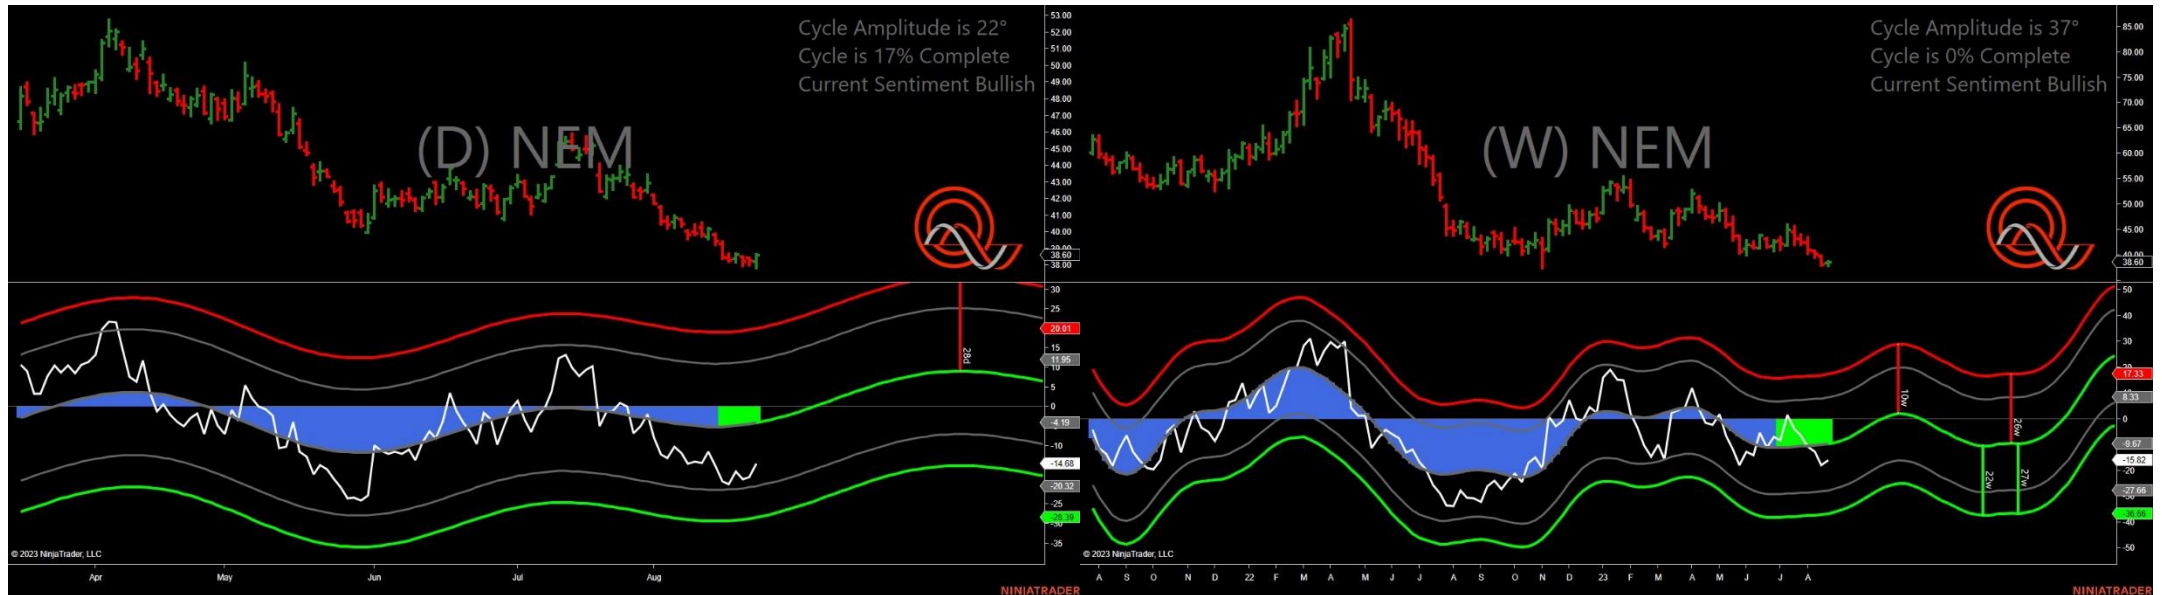 Cycle Amplitude is 22°
Cycle is 17% Complete
Current Sentiment Bullish
(D) NEM
53.00
52.00
51.00
50.00
49.00
48.00
47.00
46.00
45.00
44.00
43.00
42.00
41.00
40.00
39.00
38.60
38.00
30
25
20.01
15
11.95
10
5
0
-4.19
-10
-14.68
-20.32
-28.39
-30
-35
28d
© 2023 NinjaTrader, LLC
Apr May Jun Jul Aug
NINJATRADER
Cycle Amplitude is 37°
Cycle is 0% Complete
Current Sentiment Bullish
(W) NEM
85.00
80.00
75.00
70.00
65.00
60.00
55.00
50.00
45.00
40.00
38.60
50
40
30
17.33
8.33
0
-9.67
-15.82
-20
-27.66
-36.66
-40
-50
10w
26w
22w
27w
© 2023 NinjaTrader, LLC
A S O N D 22 F M A M J J A S O N D 23 F M A M J J A
NINJATRADER